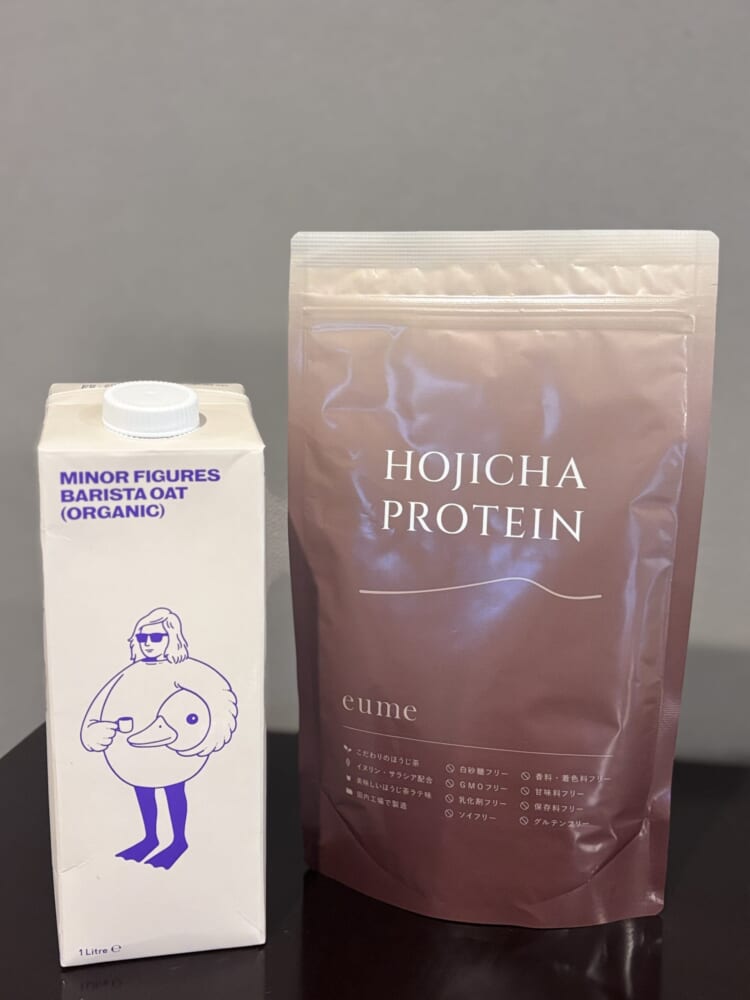 MINOR FIGURES
BARISTA OAT
(ORGANIC)
1 Litre ℮
HOJICHA
PROTEIN
eume
こだわりのほうじ茶
イヌリン・サラシア配合
美味しいほうじ茶ラテ味
国内工場で製造
白砂糖フリー
GMOフリー
乳化剤フリー
ソイフリー
香料・着色料フリー
甘味料フリー
保存料フリー
グルテンフリー